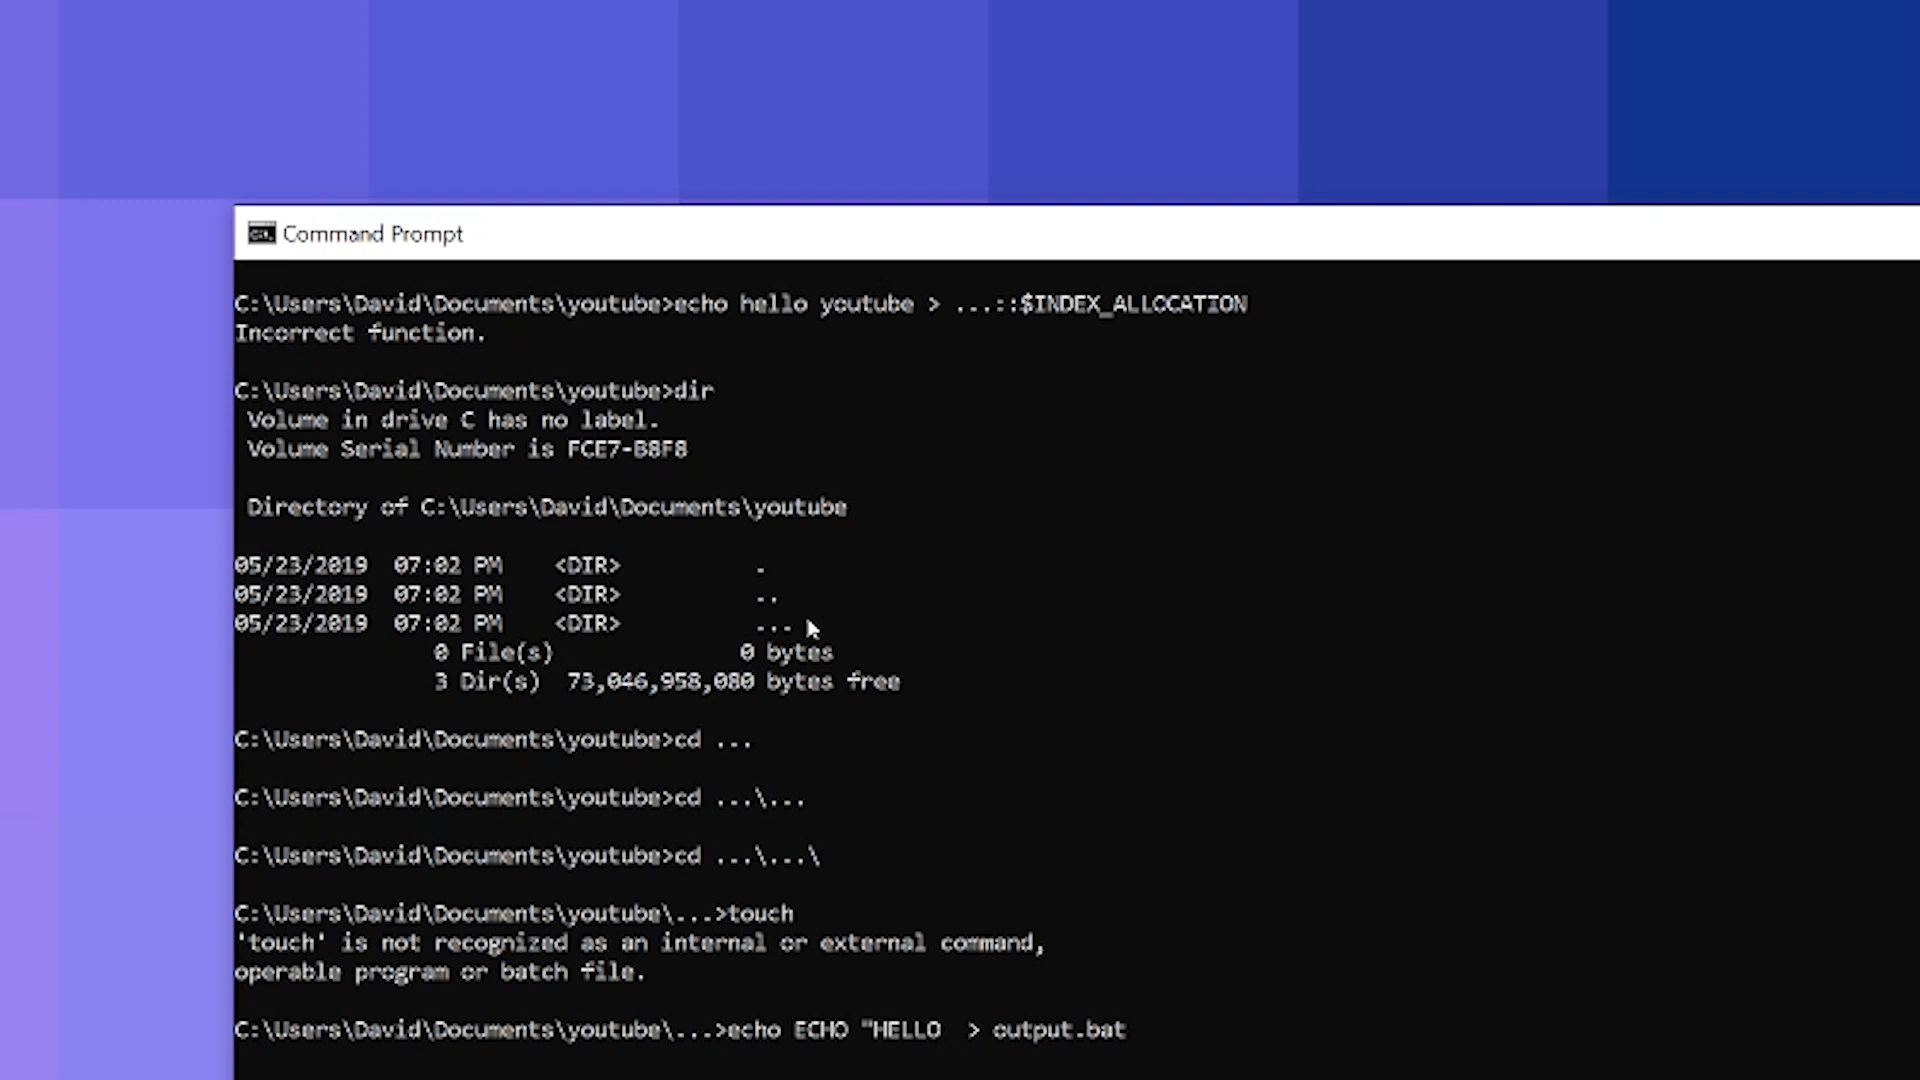 Command Prompt
C:\Users\David\Documents\youtube>echo hello youtube > ...::$INDEX_ALLOCATION
Incorrect function.
C:\Users\David\Documents\youtube>dir
Volume in drive C has no label.
Volume Serial Number is FCE7-B8F8
Directory of C:\Users\David\Documents\youtube
05/23/2019  07:02 PM    <DIR>          .
05/23/2019  07:02 PM    <DIR>          ..
05/23/2019  07:02 PM    <DIR>          ...
0 File(s)              0 bytes
3 Dir(s)  73,046,958,080 bytes free
C:\Users\David\Documents\youtube>cd ...
C:\Users\David\Documents\youtube>cd ...\...
C:\Users\David\Documents\youtube>cd ...\...\
C:\Users\David\Documents\youtube\...>touch
'touch' is not recognized as an internal or external command,
operable program or batch file.
C:\Users\David\Documents\youtube\...>echo ECHO "HELLO  > output.bat